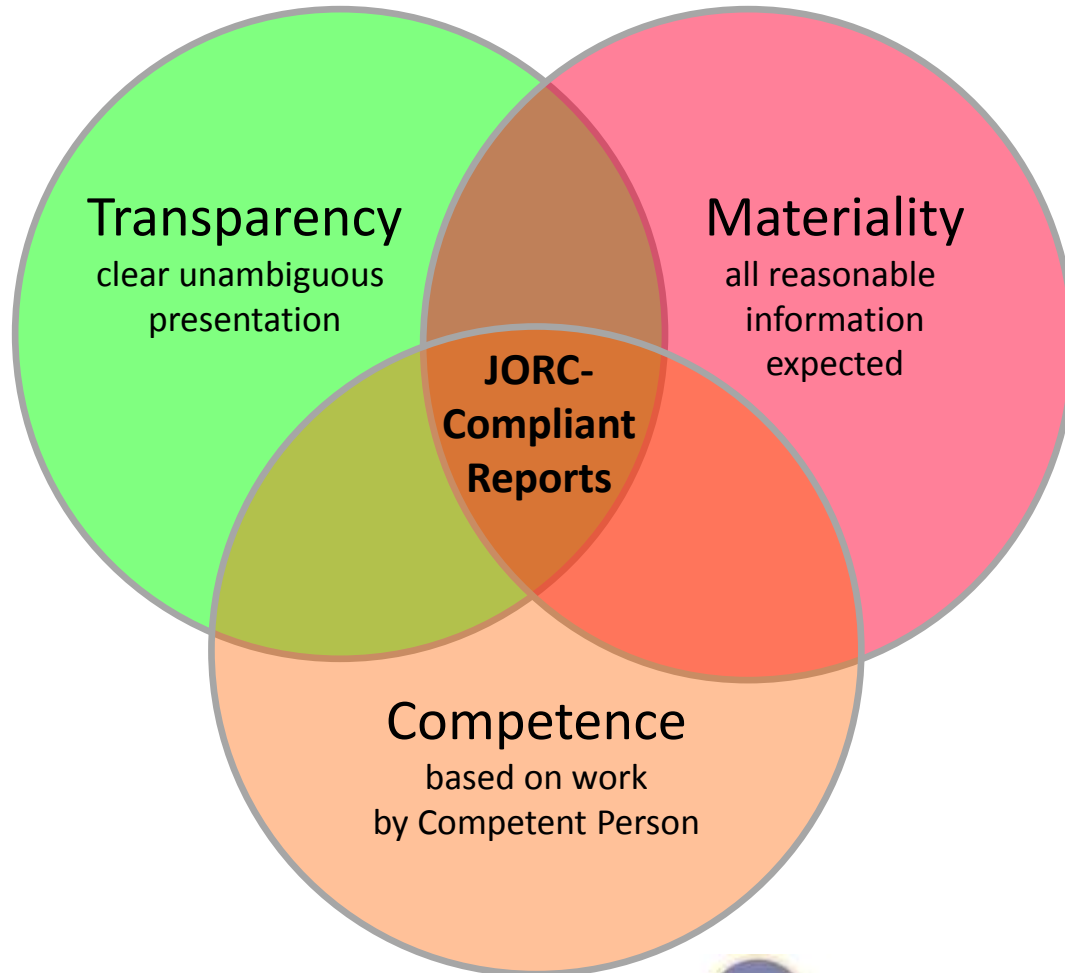 Transparency
clear unambiguous
presentation
Materiality
all reasonable
information
expected
JORC-
Compliant
Reports
Competence
based on work
by Competent Person